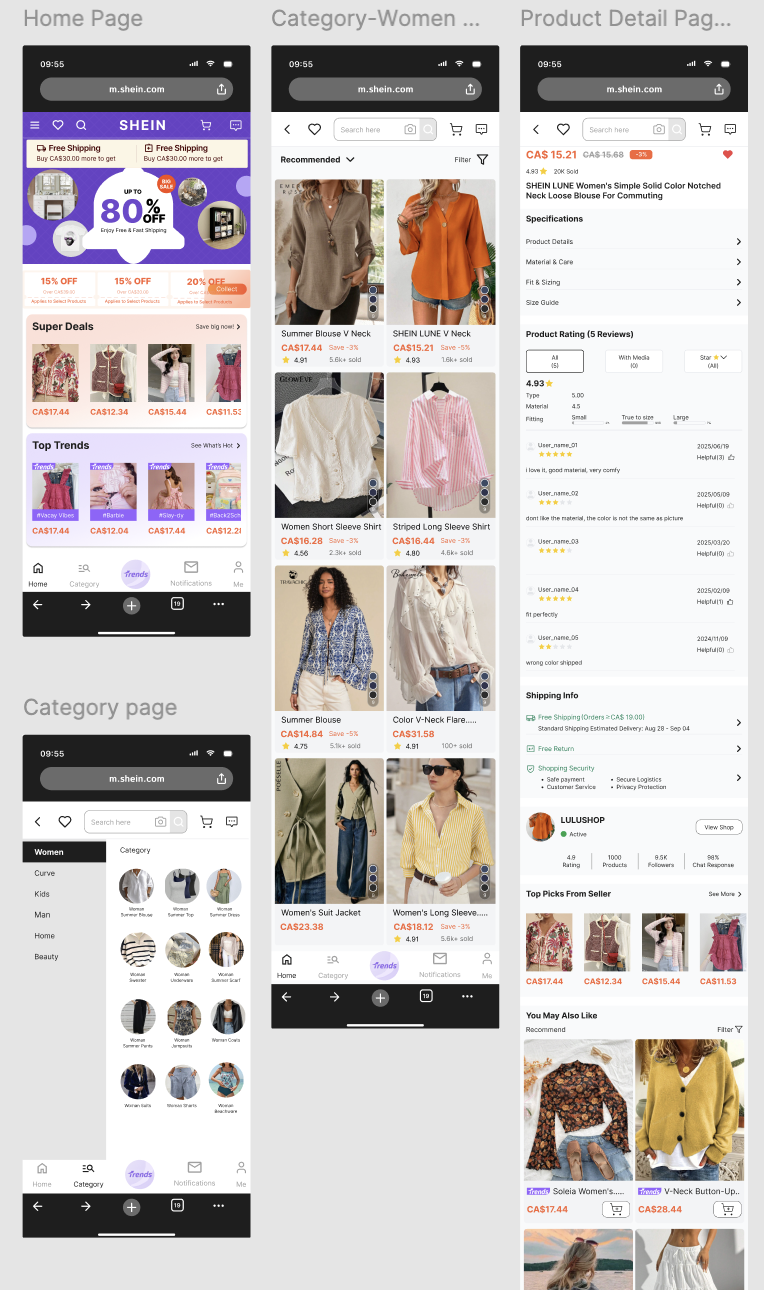 Home Page
09:55
m.shein.com
SHEIN
Free Shipping
Buy CA$30.00 more to get
Free Shipping
Buy CA$30.00 more to get
BIG
SALE
UP TO
80%
OFF
Enjoy Free & Fast Shipping
15% OFF
Applies to Select Products
15% OFF
Applies to Select Products
20% OFF
Applies to Select Products
Collect
Super Deals
Save big now!
CA$17.44
CA$12.34
CA$15.44
CA$11.53
Top Trends
See What's Hot
Trends
Trends
Trends
Trends
#Vacay Vibes
#Barbie
#Slay-dy
#Back2Sch
CA$17.44
CA$12.04
CA$17.44
CA$12.28
Home
Category
Trends
Notifications
Me
19
Category page
09:55
m.shein.com
Search here
Women
Curve
Kids
Man
Home
Beauty
Category
Woman
Summer Blouse
Woman
Summer Top
Woman
Summer Dress
Woman
Sweater
Woman
Underware
Woman
Summer Scarf
Woman
Summer Pants
Woman
Jumpsuits
Woman Coats
Woman Suits
Woman Shorts
Woman
Beachware
Home
Category
Trends
Notifications
Me
19
Category-Women ...
09:55
m.shein.com
Search here
Recommended
Filter
Summer Blouse V Neck
CA$17.44 Save -3%
4.91 5.6k+ sold
SHEIN LUNE V Neck
CA$15.21 Save -5%
4.93 1.6k+ sold
GLOWEVE
Women Short Sleeve Shirt
CA$16.28 Save -3%
4.56 2.3k+ sold
Striped Long Sleeve Shirt
CA$16.44 Save -3%
4.80 4.6k+ sold
Summer Blouse
CA$14.84 Save -5%
4.75 5.1k+ sold
Color V-Neck Flare.....
CA$31.58
4.91 100+ sold
POÉSELLE
Women's Suit Jacket
CA$23.38
Women's Long Sleeve.....
CA$18.12 Save -3%
4.91 5.6k+ sold
Home
Category
Trends
Notifications
Me
19
Product Detail Pag...
09:55
m.shein.com
Search here
CA$ 15.21 CA$ 15.68 -3%
4.93 20K Sold
SHEIN LUNE Women's Simple Solid Color Notched
Neck Loose Blouse For Commuting
Specifications
Product Details
Material & Care
Fit & Sizing
Size Guide
Product Rating (5 Reviews)
All
(5)
With Media
(0)
Star
(All)
4.93
Type 5.00
Material 4.5
Fitting Small True to size Large
User_name_01 2025/06/19
Helpful(3)
i love it, good material, very comfy
User_name_02 2025/05/09
Helpful(0)
dont like the material, the color is not the same as picture
User_name_03 2025/03/20
Helpful(0)
User_name_04 2025/02/09
Helpful(1)
fit perfectly
User_name_05 2024/11/09
Helpful(0)
wrong color shipped
Shipping Info
Free Shipping(Orders ≥CA$ 19.00)
Standard Shipping Estimated Delivery: Aug 28 - Sep 04
Free Return
Shopping Security
• Safe payment • Secure Logistics
• Customer Service • Privacy Protection
LULUSHOP
Active
View Shop
4.9
Rating
1000
Products
9.5K
Followers
98%
Chat Response
Top Picks From Seller
See More
CA$17.44
CA$12.34
CA$15.44
CA$11.53
You May Also Like
Recommend
Filter
Trends Soleia Women's.....
CA$17.44
Trends V-Neck Button-Up..
CA$28.44